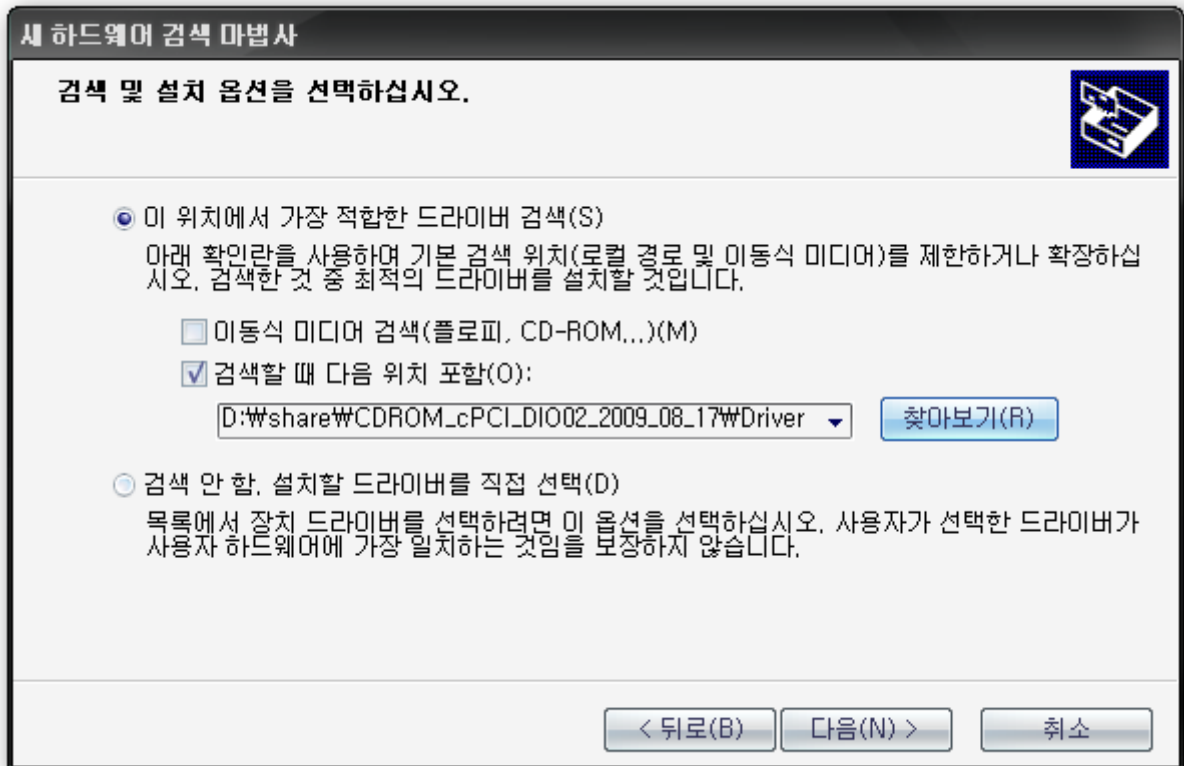 새 하드웨어 검색 마법사
검색 및 설치 옵션을 선택하십시오.
이 위치에서 가장 적합한 드라이버 검색(S)
아래 확인란을 사용하여 기본 검색 위치(로컬 경로 및 이동식 미디어)를 제한하거나 확장하십
시오. 검색한 것 중 최적의 드라이버를 설치할 것입니다.
이동식 미디어 검색(플로피, CD-ROM...)(M)
검색할 때 다음 위치 포함(O):
D:₩share₩CDROM_cPCI_DIO02_2009_08_17₩Driver
찾아보기(R)
검색 안 함. 설치할 드라이버를 직접 선택(D)
목록에서 장치 드라이버를 선택하려면 이 옵션을 선택하십시오. 사용자가 선택한 드라이버가
사용자 하드웨어에 가장 일치하는 것임을 보장하지 않습니다.
< 뒤로(B) 다음(N) > 취소